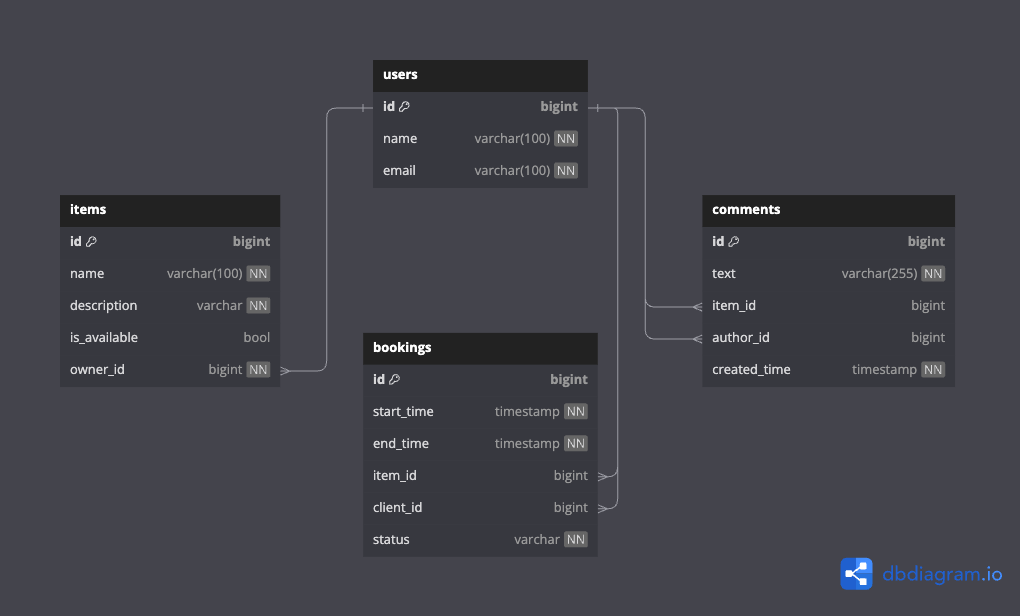 users
id bigint
name varchar(100) NN
email varchar(100) NN
items
id bigint
name varchar(100) NN
description varchar NN
is_available bool
owner_id bigint NN
comments
id bigint
text varchar(255) NN
item_id bigint
author_id bigint
created_time timestamp NN
bookings
id bigint
start_time timestamp NN
end_time timestamp NN
item_id bigint
client_id bigint
status varchar NN
dbdiagram.io